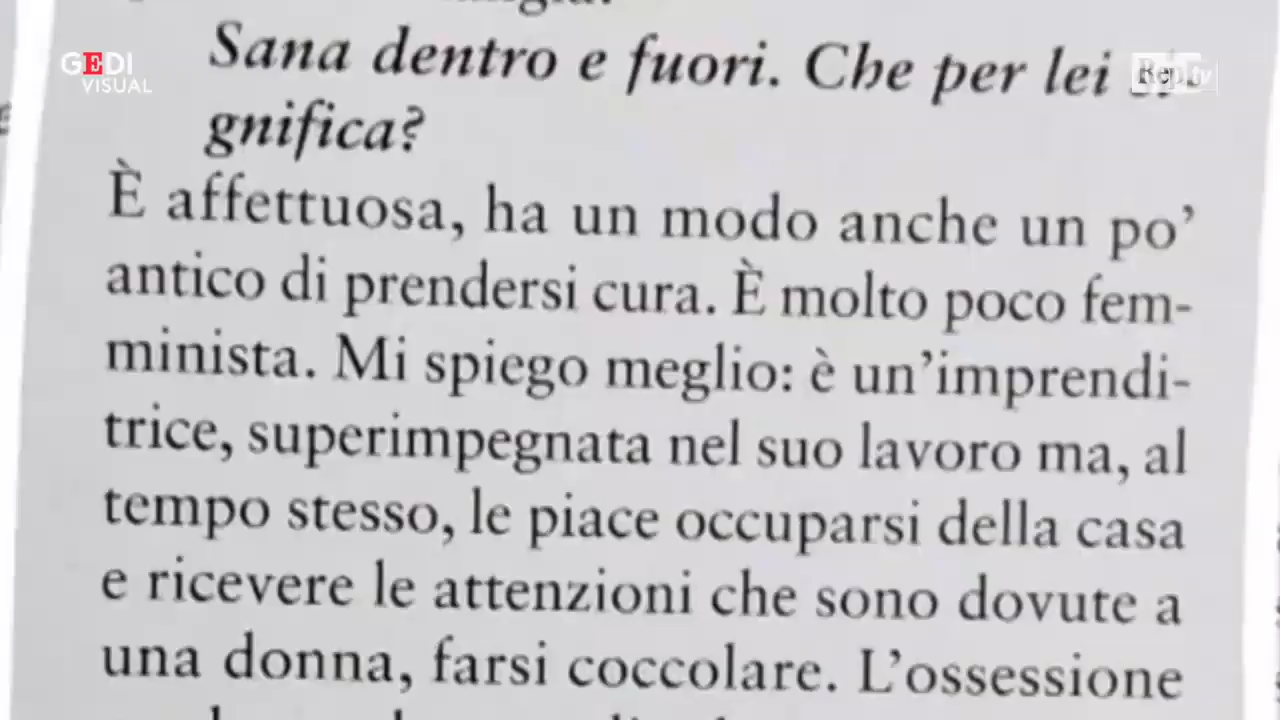 GEDI
VISUAL
Rep tv
Sana dentro e fuori. Che per lei si-
gnifica?
È affettuosa, ha un modo anche un po’
antico di prendersi cura. È molto poco fem-
minista. Mi spiego meglio: è un’imprendi-
trice, superimpegnata nel suo lavoro ma, al
tempo stesso, le piace occuparsi della casa
e ricevere le attenzioni che sono dovute a
una donna, farsi coccolare. L’ossessione